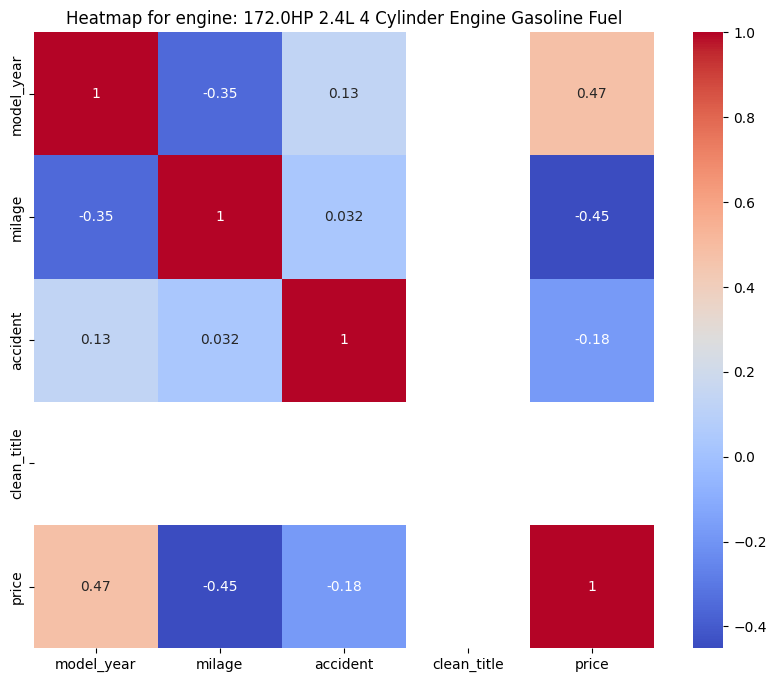 Heatmap for engine: 172.0HP 2.4L 4 Cylinder Engine Gasoline Fuel
model_year 1 -0.35 0.13 0.47
milage -0.35 1 0.032 -0.45
accident 0.13 0.032 1 -0.18
clean_title
price 0.47 -0.45 -0.18 1
model_year milage accident clean_title price
1.0
0.8
0.6
0.4
0.2
0.0
−0.2
−0.4